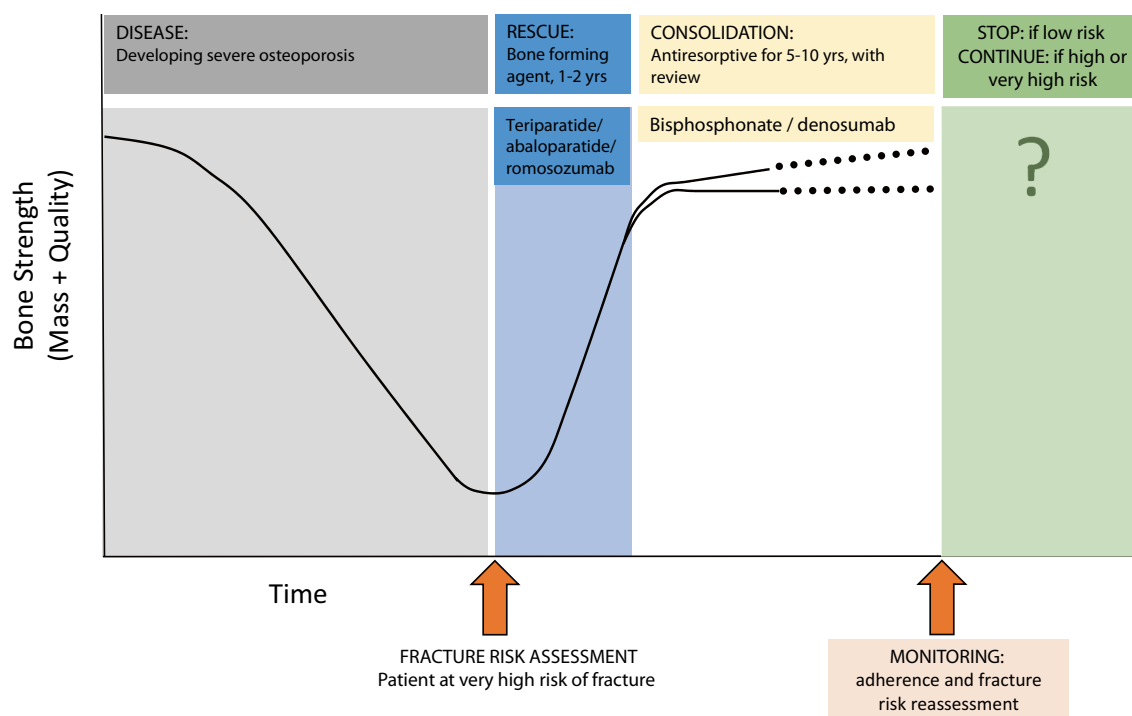 DISEASE:
Developing severe osteoporosis
RESCUE:
Bone forming
agent, 1-2 yrs
CONSOLIDATION:
Antiresorptive for 5-10 yrs, with
review
STOP: if low risk
CONTINUE: if high or
very high risk
Teriparatide/
abaloparatide/
romosozumab
Bisphosphonate / denosumab
?
Bone Strength
(Mass + Quality)
Time
FRACTURE RISK ASSESSMENT
Patient at very high risk of fracture
MONITORING:
adherence and fracture
risk reassessment